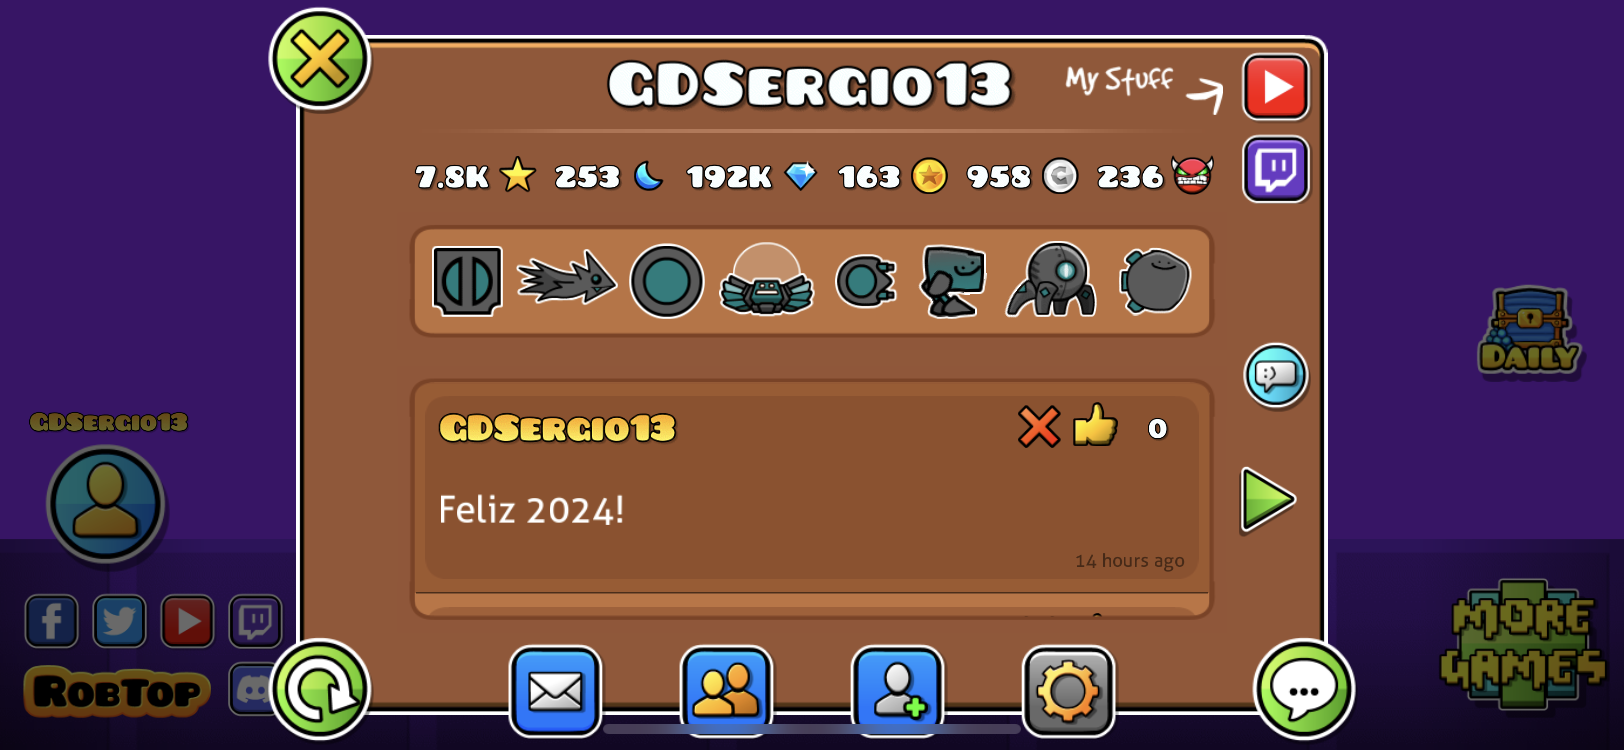 GDSergio13
My Stuff
7.8K
253
192K
163
958
236
GDSergio13
0
Feliz 2024!
14 hours ago
Daily
GDSergio13
RobTop
More
Games